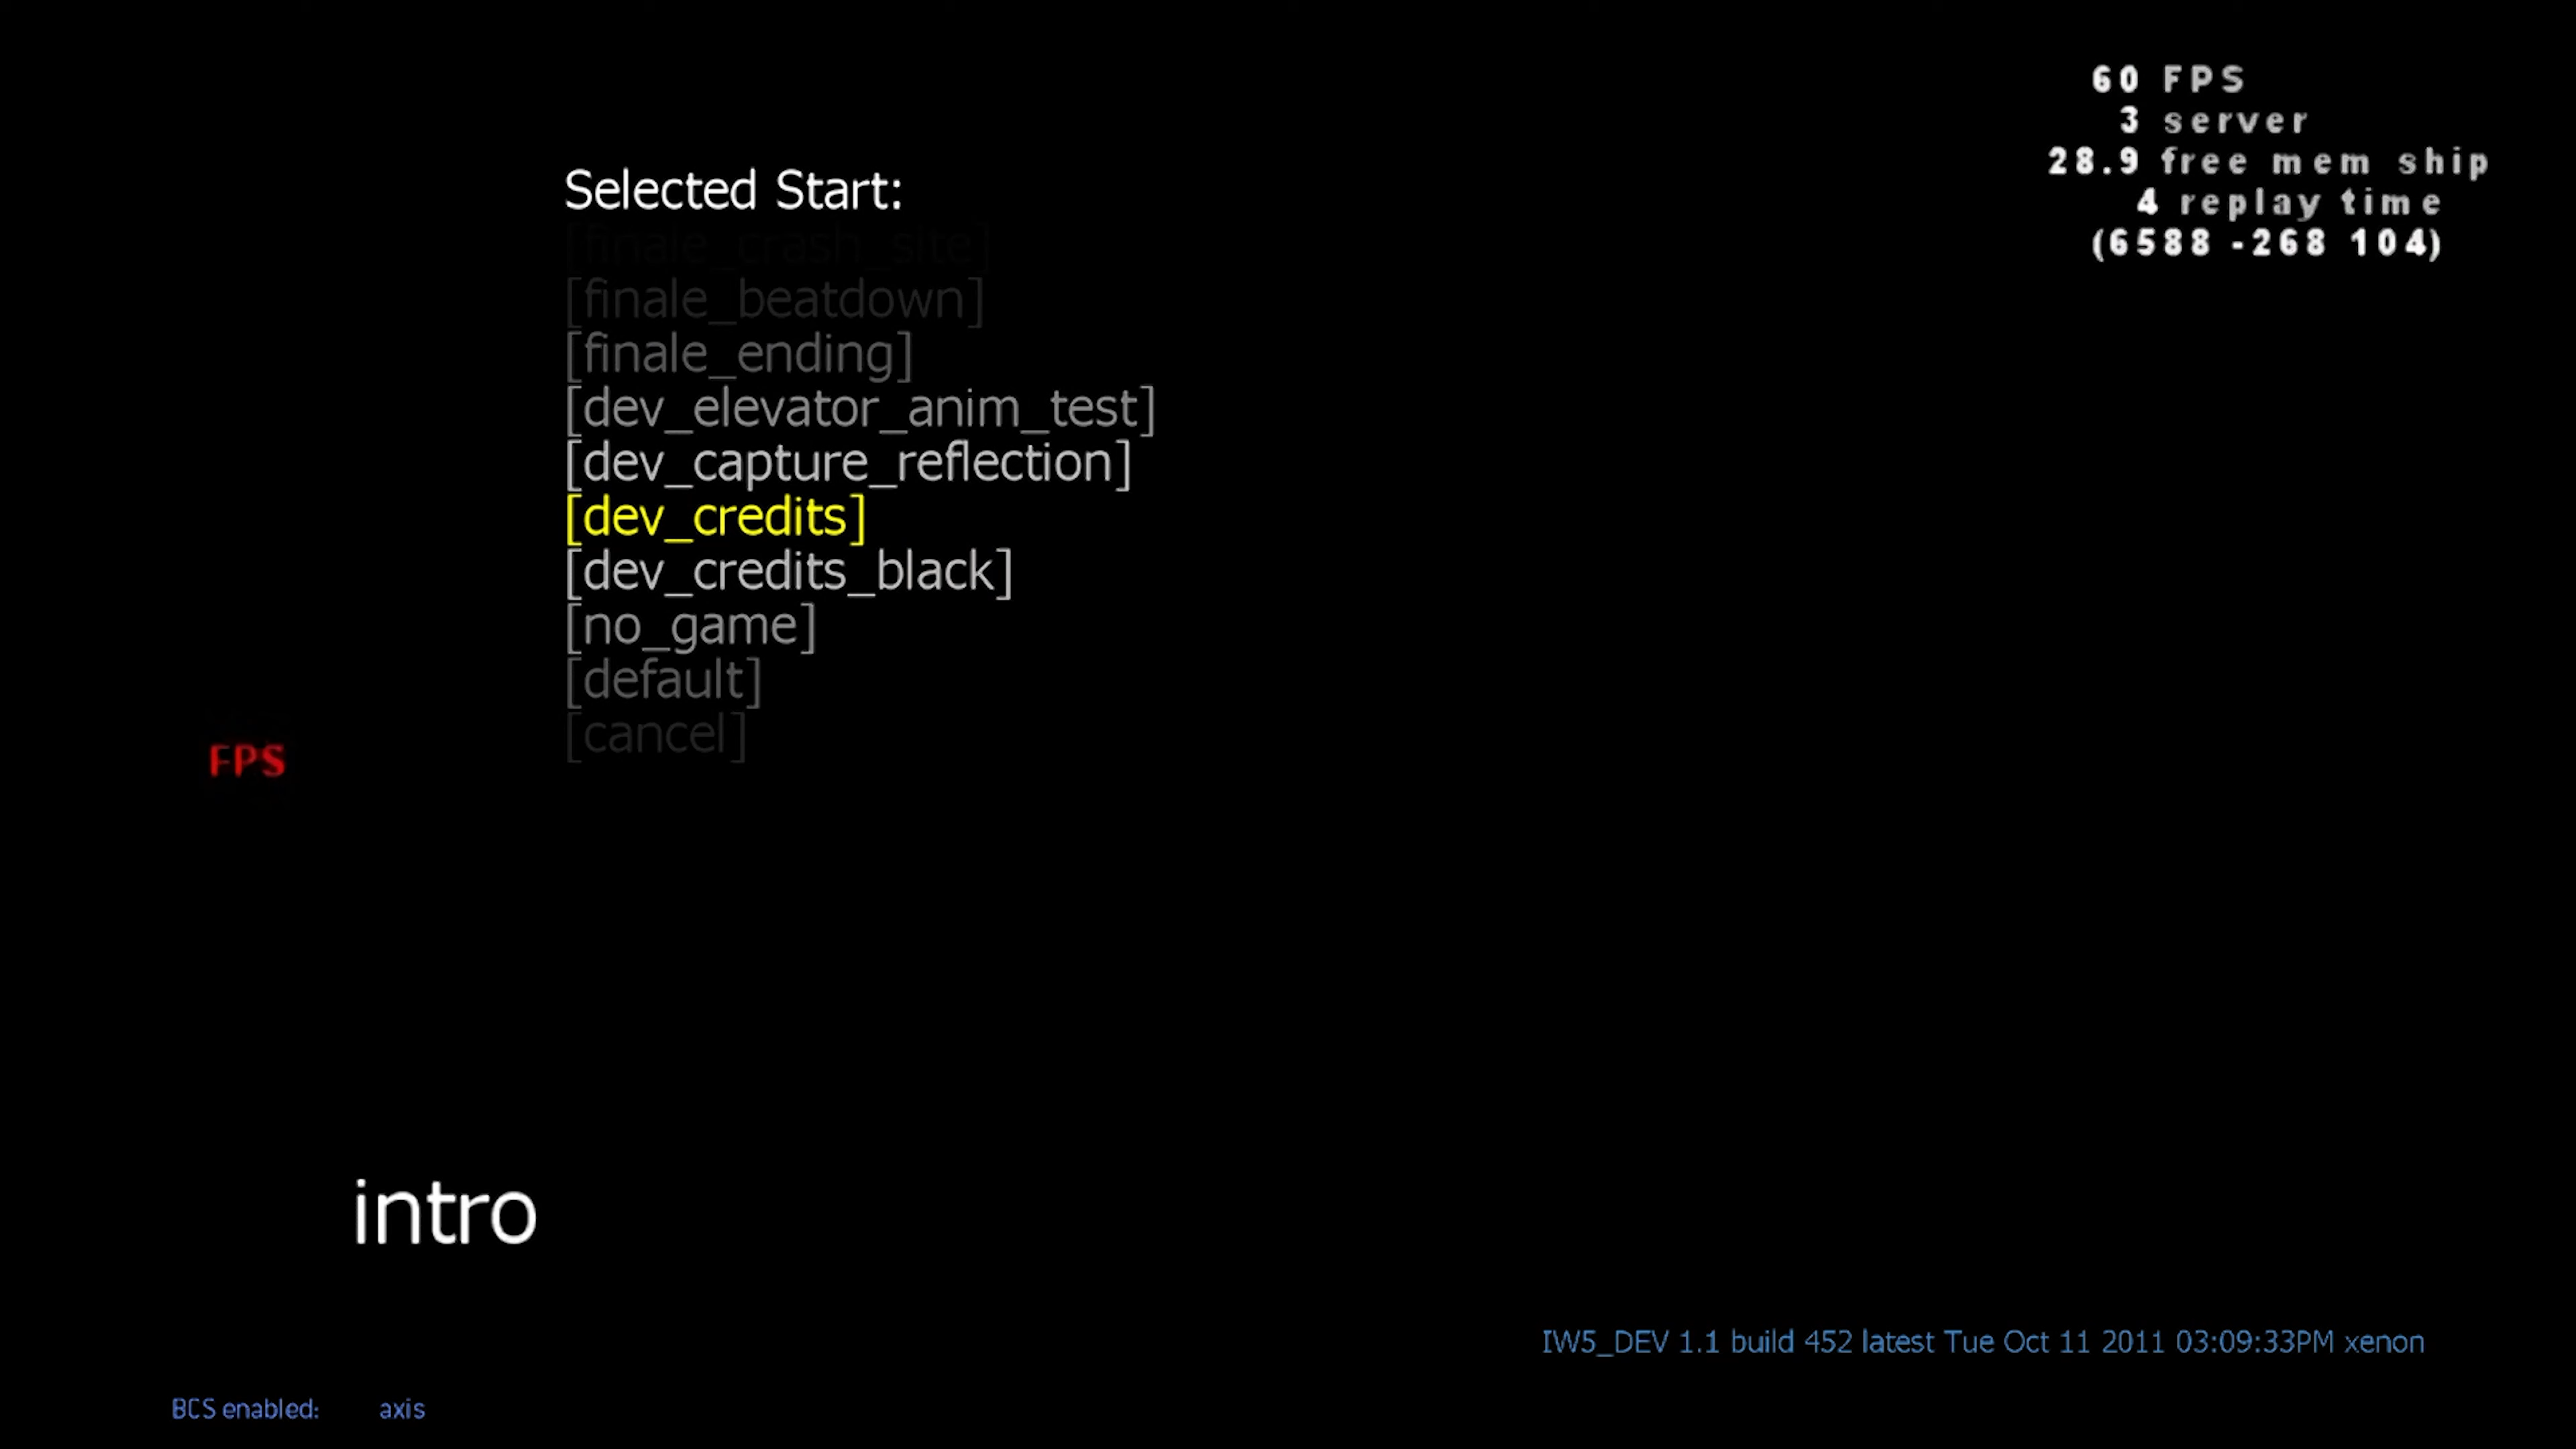 60 FPS
3 server
28.9 free mem ship
4 replay time
(6588 -268 104)
Selected Start:
[finale_crash_site]
[finale_beatdown]
[finale_ending]
[dev_elevator_anim_test]
[dev_capture_reflection]
[dev_credits]
[dev_credits_black]
[no_game]
[default]
[cancel]
FPS
intro
IW5_DEV 1.1 build 452 latest Tue Oct 11 2011 03:09:33PM xenon
BCS enabled: axis